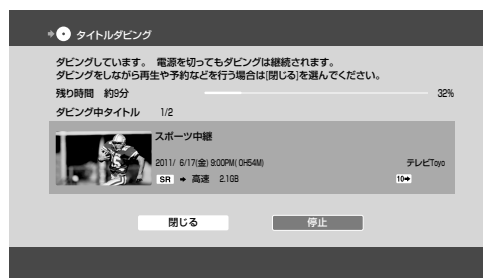 タイトルダビング
ダビングしています。 電源を切ってもダビングは継続されます。
ダビングをしながら再生や予約などを行う場合は[閉じる]を選んでください。
残り時間 約9分 32%
ダビング中タイトル 1/2
スポーツ中継
2011/ 6/17(金) 9:00PM( 0H54M) テレビToyo
SR ➡ 高速 2.1GB 10➡
閉じる 停止